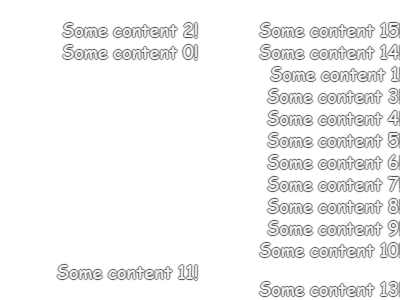 Some content 2!
Some content 0!
Some content 11!
Some content 15!
Some content 14!
Some content 1!
Some content 3!
Some content 4!
Some content 5!
Some content 6!
Some content 7!
Some content 8!
Some content 9!
Some content 10!
Some content 13!